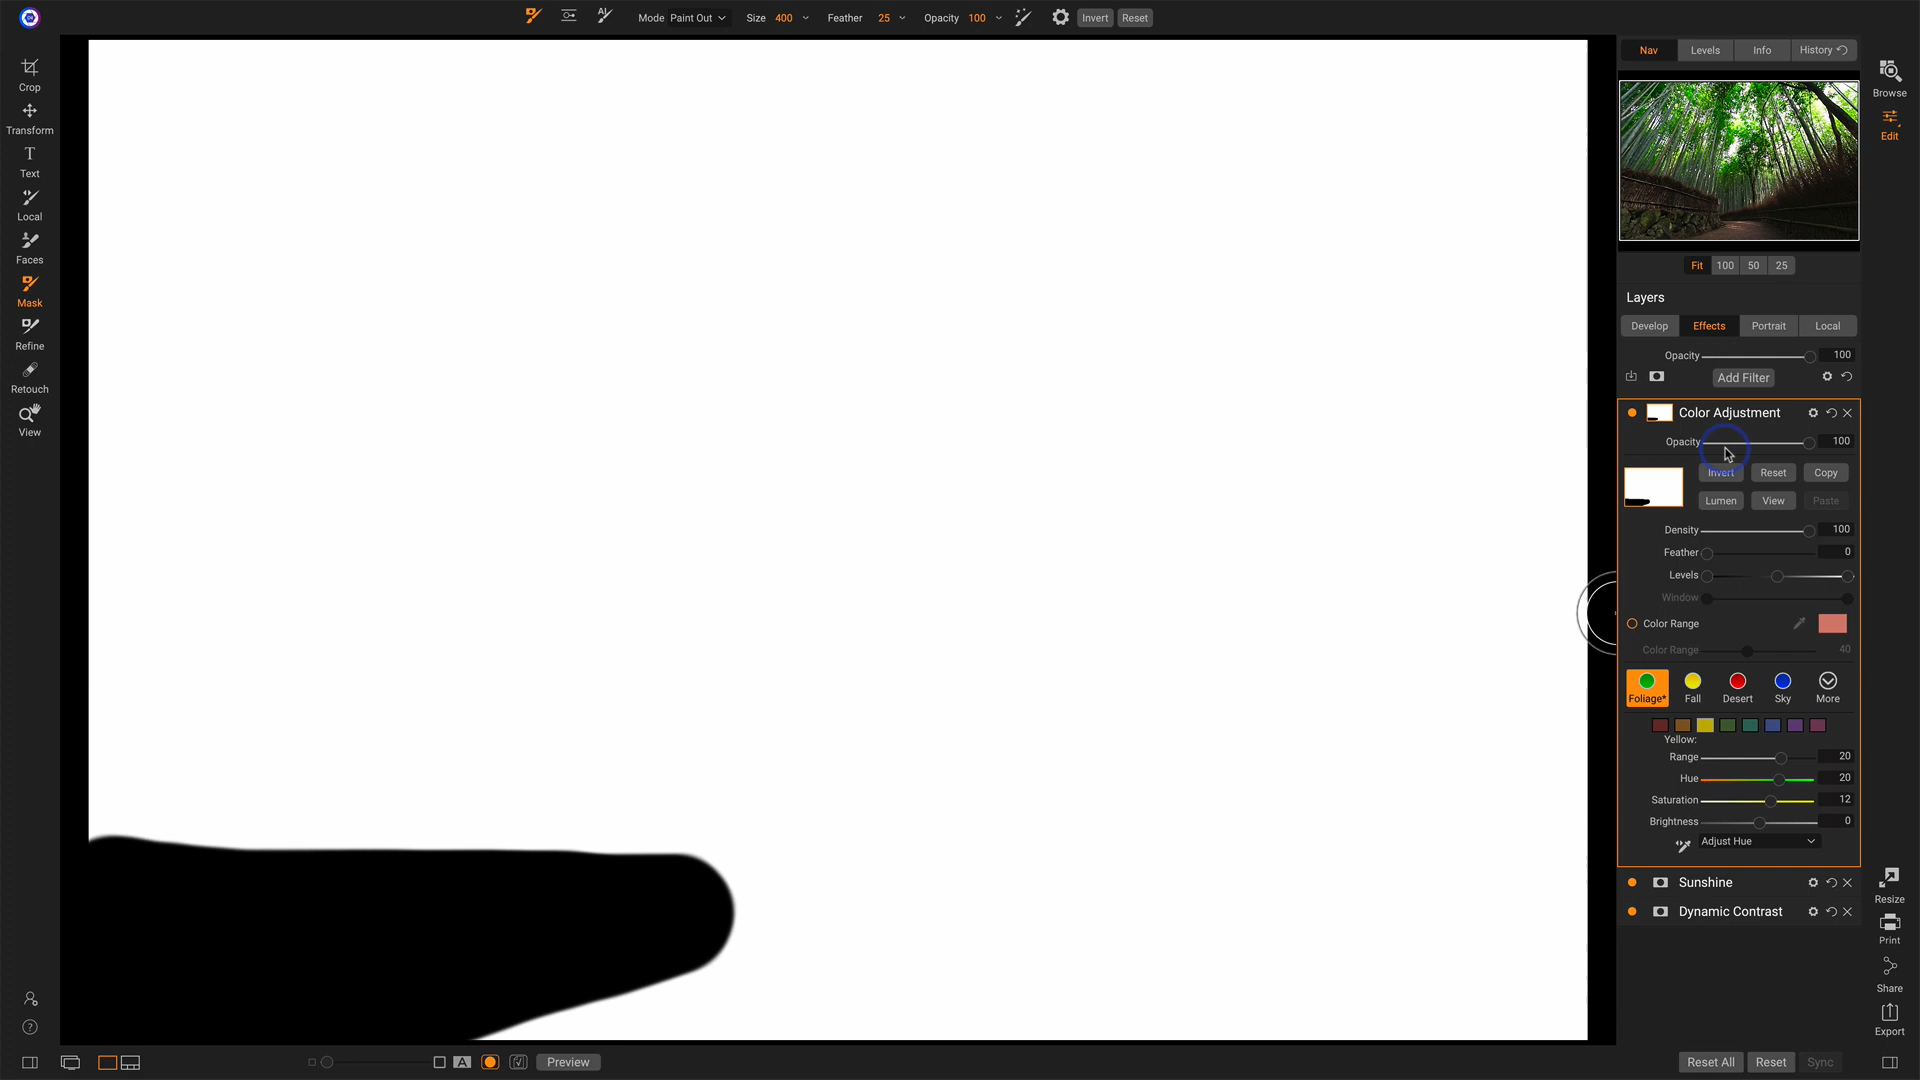 Mode Paint Out Size 400 Feather 25 Opacity 100 Invert Reset
Crop
Transform
Text
Local
Faces
Mask
Refine
Retouch
View
Nav Levels Info History
Browse
Edit
Fit 100 50 25
Layers
Develop Effects Portrait Local
Opacity 100
Add Filter
Color Adjustment
Opacity 100
Invert Reset Copy
Lumen View Paste
Density 100
Feather 0
Levels
Window
Color Range
Color Range 40
Foliage* Fall Desert Sky More
Yellow:
Range 20
Hue 20
Saturation 12
Brightness 0
Adjust Hue
Sunshine
Dynamic Contrast
Resize
Print
Share
Export
A Preview
Reset All Reset Sync